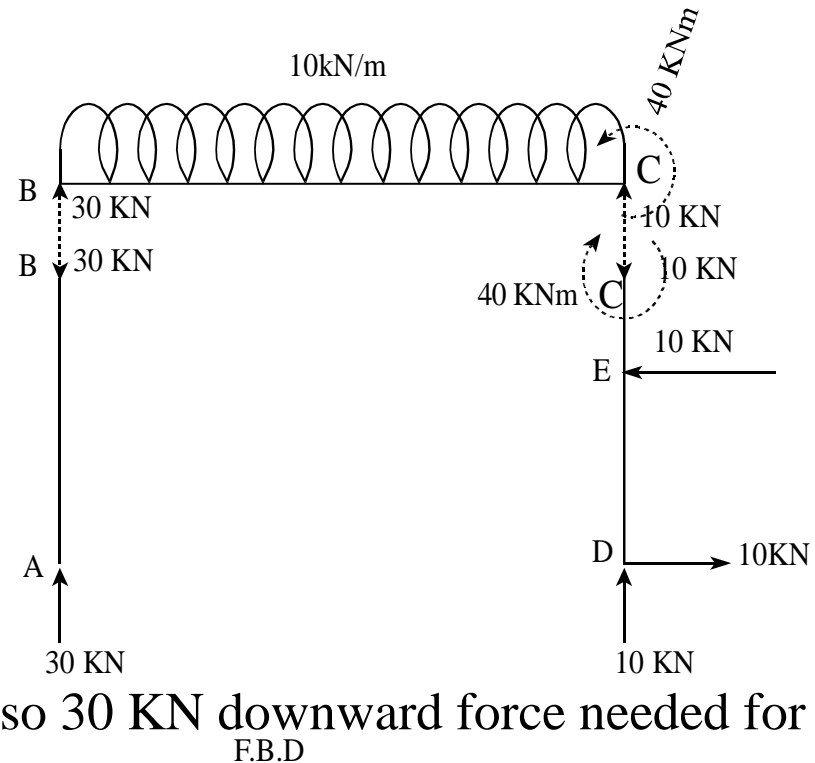 40 KNm
10kN/m
B
C
30 KN
10 KN
B
30 KN
10 KN
40 KNm
C
10 KN
E
A
D
10KN
30 KN
10 KN
so 30 KN downward force needed for
F.B.D